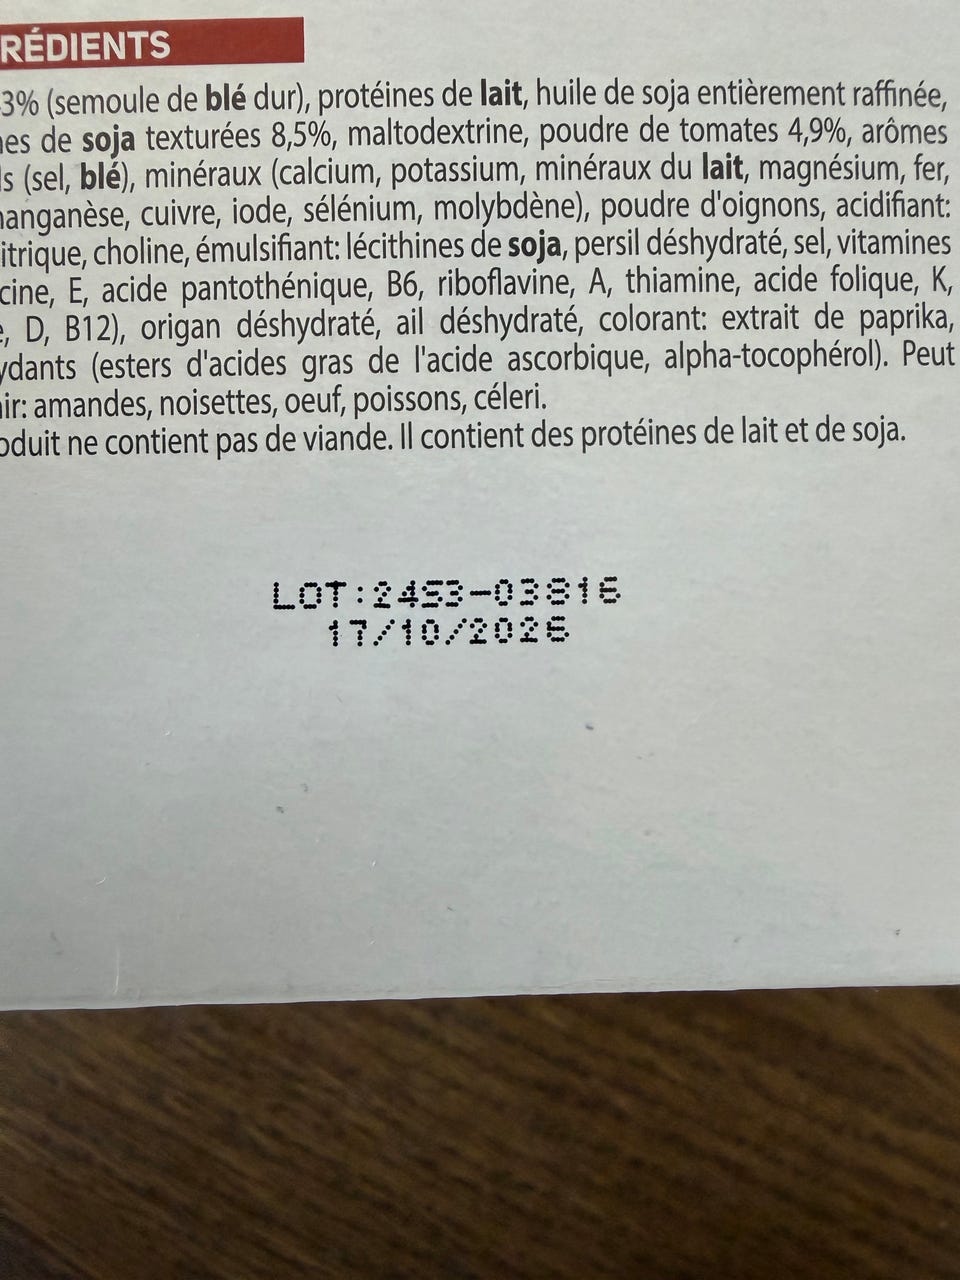 RÉDIENTS
3% (semoule de blé dur), protéines de lait, huile de soja entièrement raffinée,
nes de soja texturées 8,5%, maltodextrine, poudre de tomates 4,9%, arômes
ls (sel, blé), minéraux (calcium, potassium, minéraux du lait, magnésium, fer,
nanganèse, cuivre, iode, sélénium, molybdène), poudre d'oignons, acidifiant:
itrique, choline, émulsifiant: lécithines de soja, persil déshydraté, sel, vitamines
cine, E, acide pantothénique, B6, riboflavine, A, thiamine, acide folique, K,
e, D, B12), origan déshydraté, ail déshydraté, colorant: extrait de paprika,
ydants (esters d'acides gras de l'acide ascorbique, alpha-tocophérol). Peut
nir: amandes, noisettes, oeuf, poissons, céleri.
oduit ne contient pas de viande. Il contient des protéines de lait et de soja.
LOT:2453-03816
17/10/2026